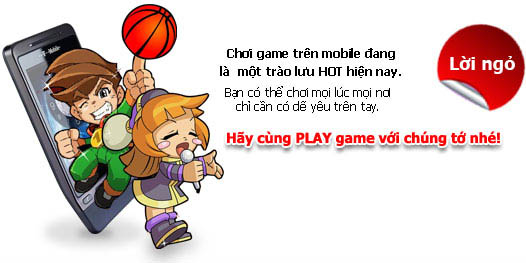 Chơi game trên mobile đang
là một trào lưu HOT hiện nay.
Bạn có thể chơi mọi lúc mọi nơi
chỉ cần có dế yêu trên tay.
Hãy cùng PLAY game với chúng tớ nhé!
Lời ngỏ
T-Mobile